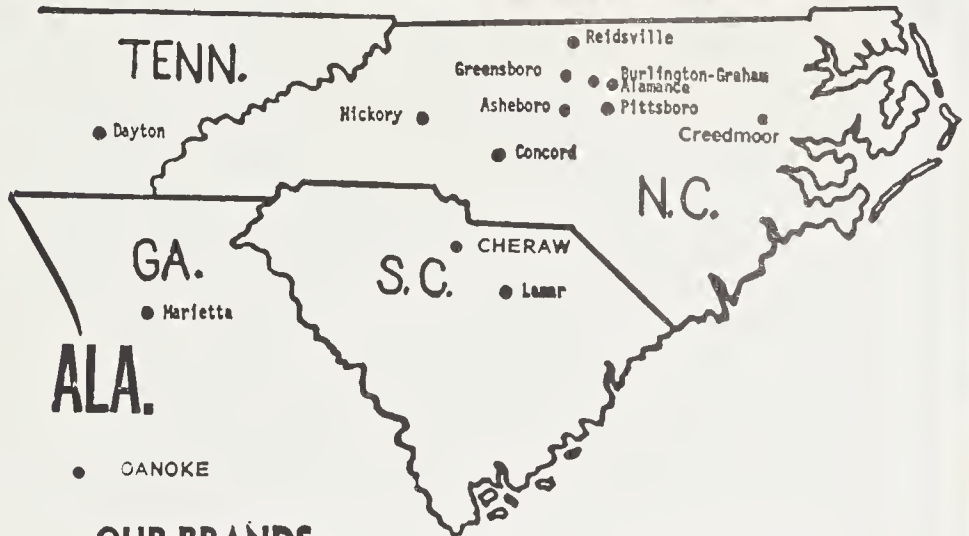 TENN.
Reidsville
Greensboro
Burlington-Graham
Alamance
Dayton
Hickory
Asheboro
Pittsboro
Creedmoor
Concord
N.C.
GA.
S.C.
CHERAW
Marietta
Lamar
ALA.
OANOKE
OUR BRANDS